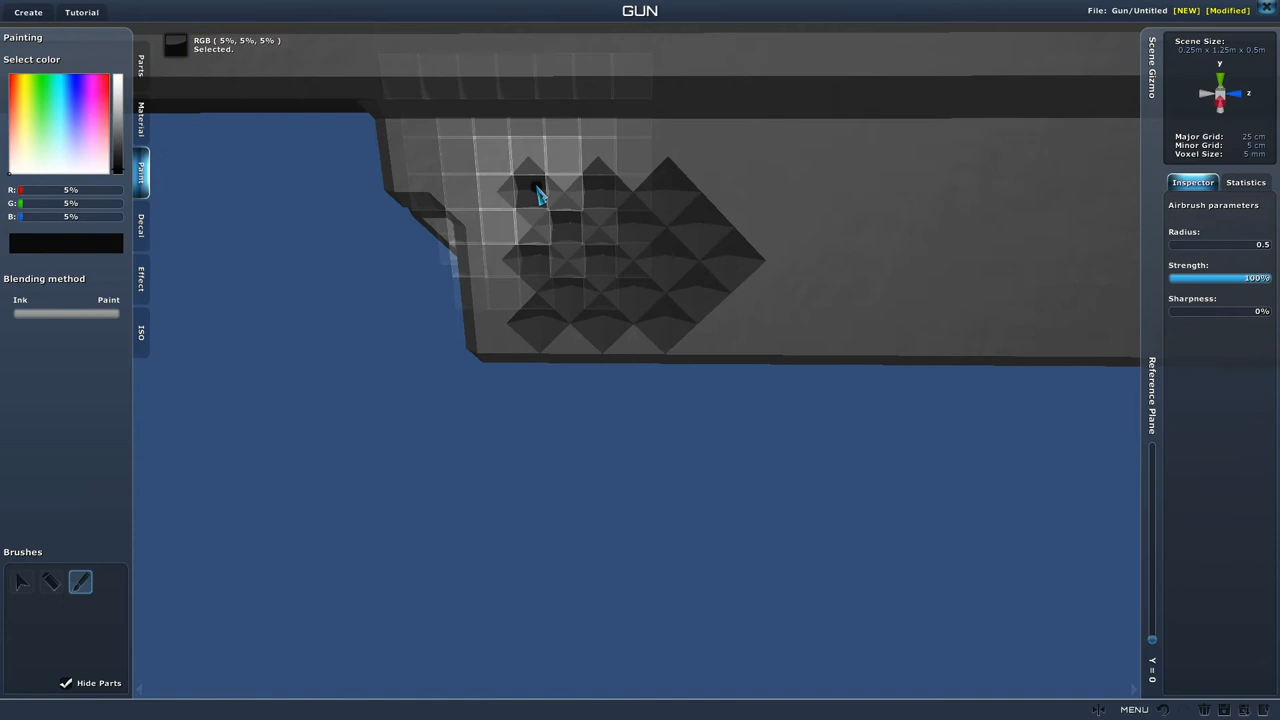 Create
Tutorial
GUN
File: Gun/Untitled [NEW] [Modified]
Painting
Select color
R: 5%
G: 5%
B: 5%
Blending method
Ink Paint
Brushes
Hide Parts
Parts
Material
Paint
Decal
Effect
ISO
RGB ( 5%, 5%, 5% )
Selected.
Scene Gizmo
Reference Plane
Y = 0
Scene Size:
0.25m x 1.25m x 0.5m
y
z
x
Major Grid: 25 cm
Minor Grid: 5 cm
Voxel Size: 5 mm
Inspector Statistics
Airbrush parameters
Radius:
0.5
Strength:
100%
Sharpness:
0%
MENU